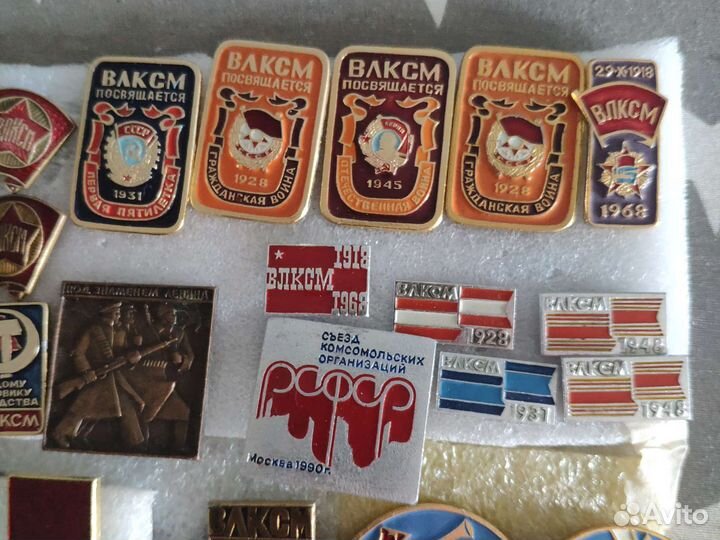 ВЛКСМ
ПОСВЯЩАЕТСЯ
СССР
1931
ПЕРВАЯ ПЯТИЛЕТКА
ВЛКСМ
ПОСВЯЩАЕТСЯ
1928
ГРАЖДАНСКАЯ ВОЙНА
ВЛКСМ
ПОСВЯЩАЕТСЯ
1945
ОТЕЧЕСТВЕННАЯ ВОЙНА
ВЛКСМ
ПОСВЯЩАЕТСЯ
1928
ГРАЖДАНСКАЯ ВОЙНА
29·X·1918
ВЛКСМ
1968
ВЛКСМ
ПОД ЗНАМЕНЕМ ЛЕНИНА
1918
ВЛКСМ
1968
ВЛКСМ
1928
ВЛКСМ
1948
ВЛКСМ
1931
ВЛКСМ
1948
СЪЕЗД
КОМСОМОЛЬСКИХ
ОРГАНИЗАЦИЙ
РСФСР
Москва 1990г.
ВЛКСМ
Avito